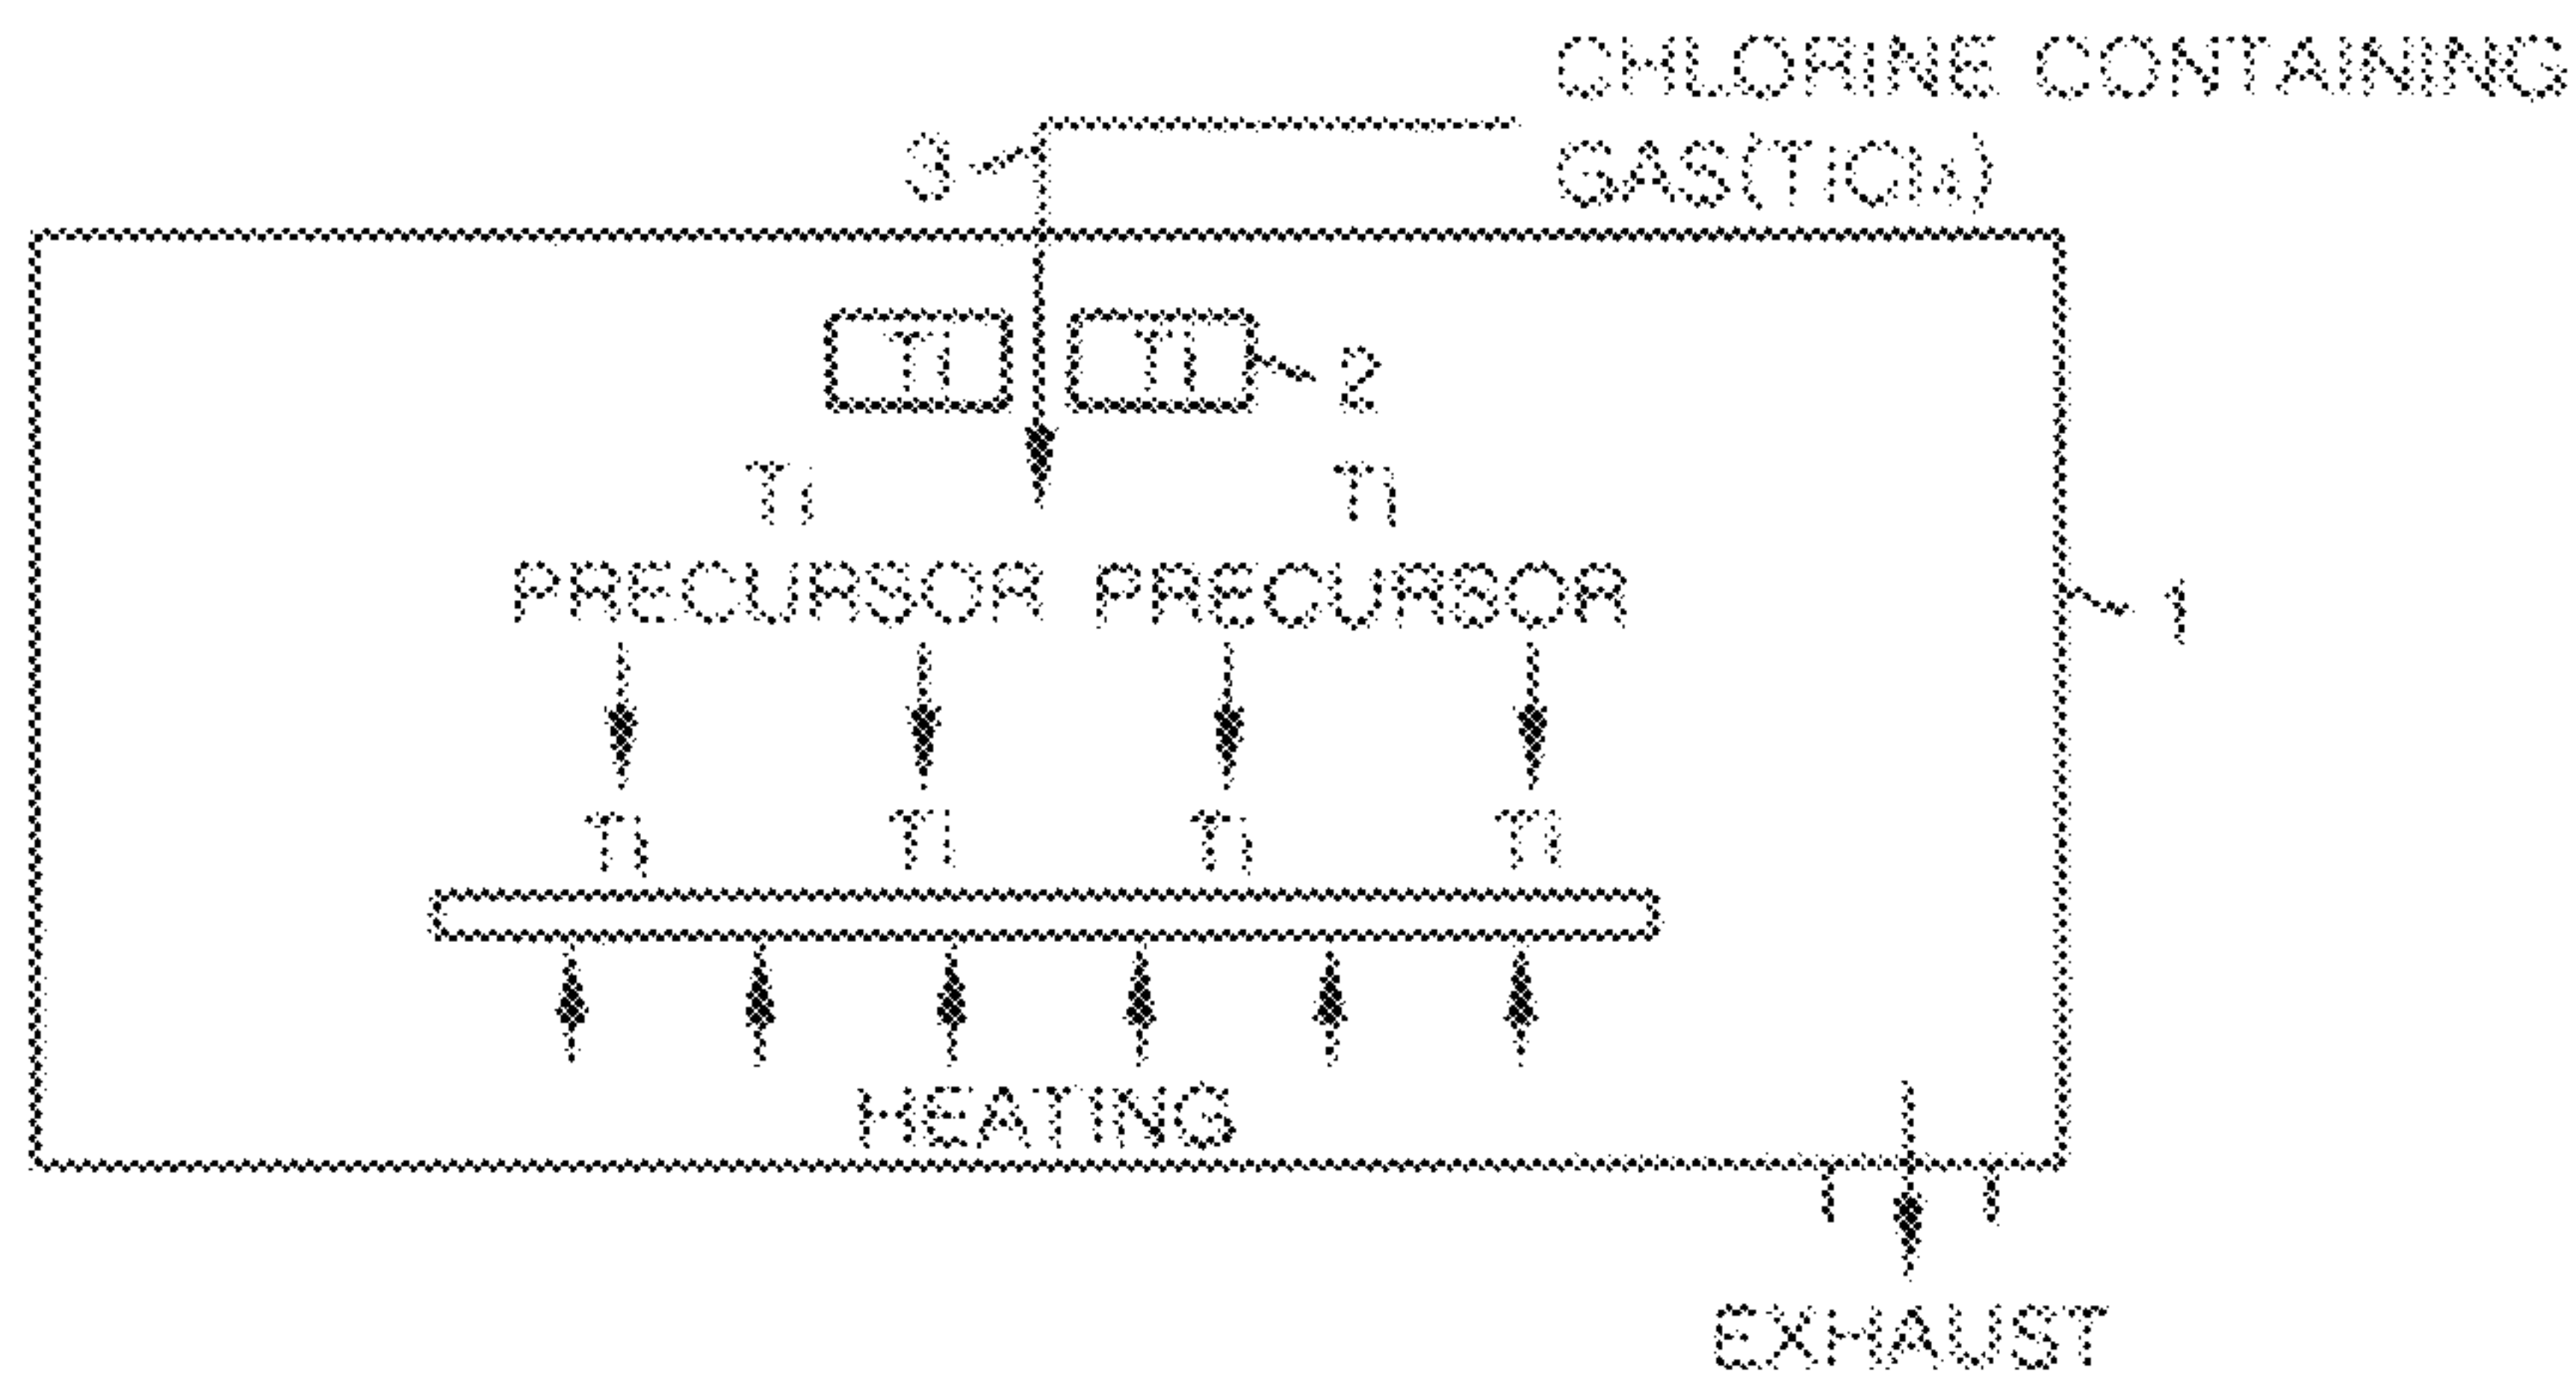 CHLORINE CONTAINING
GAS(TiCl₄)
3
Ti Ti
2
Ti Ti
PRECURSOR PRECURSOR
1
Ti Ti Ti Ti
HEATING
EXHAUST